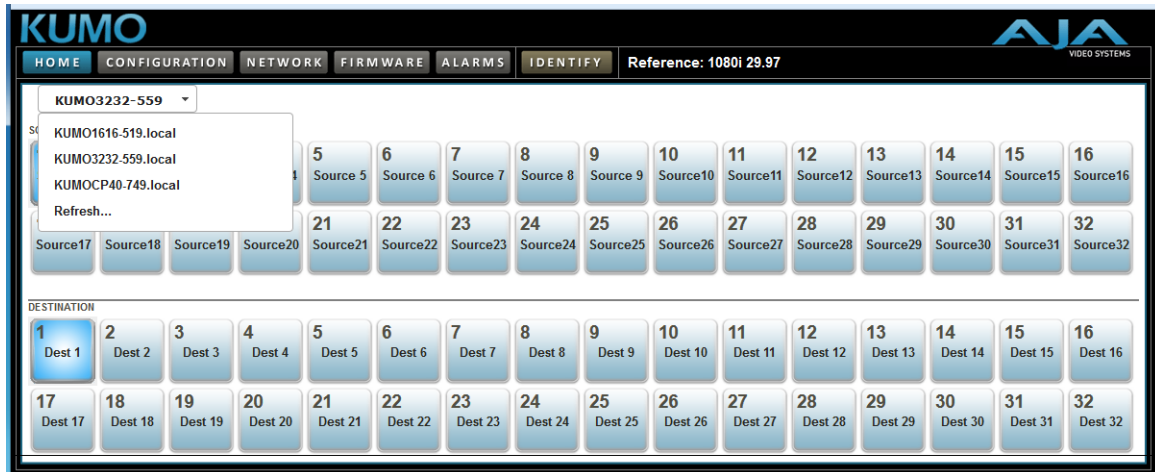 KUMO
AJA
VIDEO SYSTEMS
HOME CONFIGURATION NETWORK FIRMWARE ALARMS IDENTIFY Reference: 1080i 29.97
KUMO3232-559
KUMO1616-519.local
KUMO3232-559.local
KUMOCP40-749.local
Refresh...
5 6 7 8 9 10 11 12 13 14 15 16
Source 5 Source 6 Source 7 Source 8 Source 9 Source10 Source11 Source12 Source13 Source14 Source15 Source16
21 22 23 24 25 26 27 28 29 30 31 32
Source17 Source18 Source19 Source20 Source21 Source22 Source23 Source24 Source25 Source26 Source27 Source28 Source29 Source30 Source31 Source32
DESTINATION
1 2 3 4 5 6 7 8 9 10 11 12 13 14 15 16
Dest 1 Dest 2 Dest 3 Dest 4 Dest 5 Dest 6 Dest 7 Dest 8 Dest 9 Dest 10 Dest 11 Dest 12 Dest 13 Dest 14 Dest 15 Dest 16
17 18 19 20 21 22 23 24 25 26 27 28 29 30 31 32
Dest 17 Dest 18 Dest 19 Dest 20 Dest 21 Dest 22 Dest 23 Dest 24 Dest 25 Dest 26 Dest 27 Dest 28 Dest 29 Dest 30 Dest 31 Dest 32